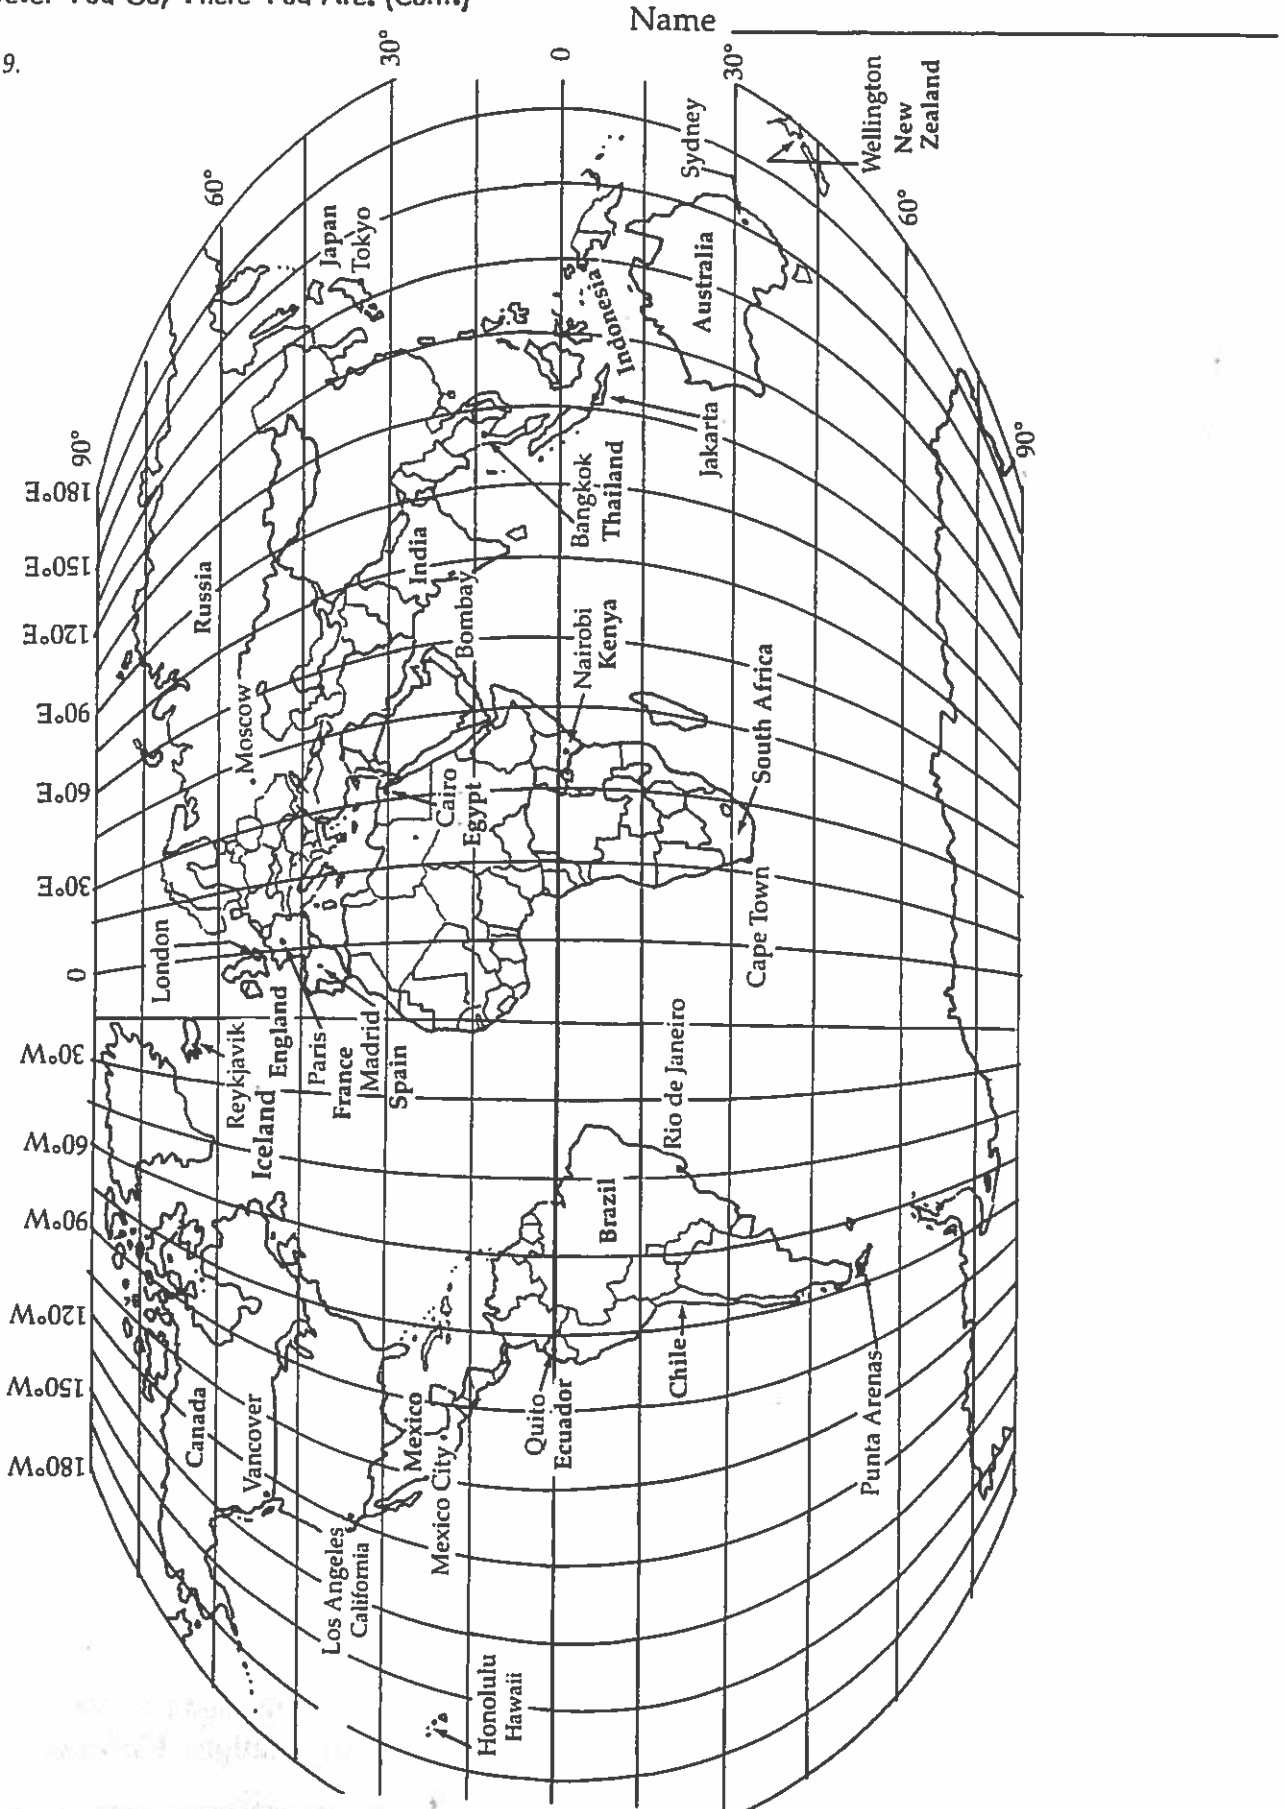 Name
9.
30°
0
30°
60°
60°
90°
90°
180°E
150°E
120°E
90°E
60°E
30°E
0
30°W
60°W
90°W
120°W
150°W
180°W
Sydney
Wellington
New
Zealand
Japan
Tokyo
Australia
Indonesia
Jakarta
Bangkok
Thailand
India
Bombay
Russia
Moscow
Nairobi
Kenya
South Africa
Cape Town
Cairo
Egypt
London
England
Paris
France
Madrid
Spain
Reykjavik
Iceland
Rio de Janeiro
Brazil
Chile
Punta Arenas
Quito
Ecuador
Canada
Vancover
Mexico
Mexico City
Los Angeles
California
Honolulu
Hawaii